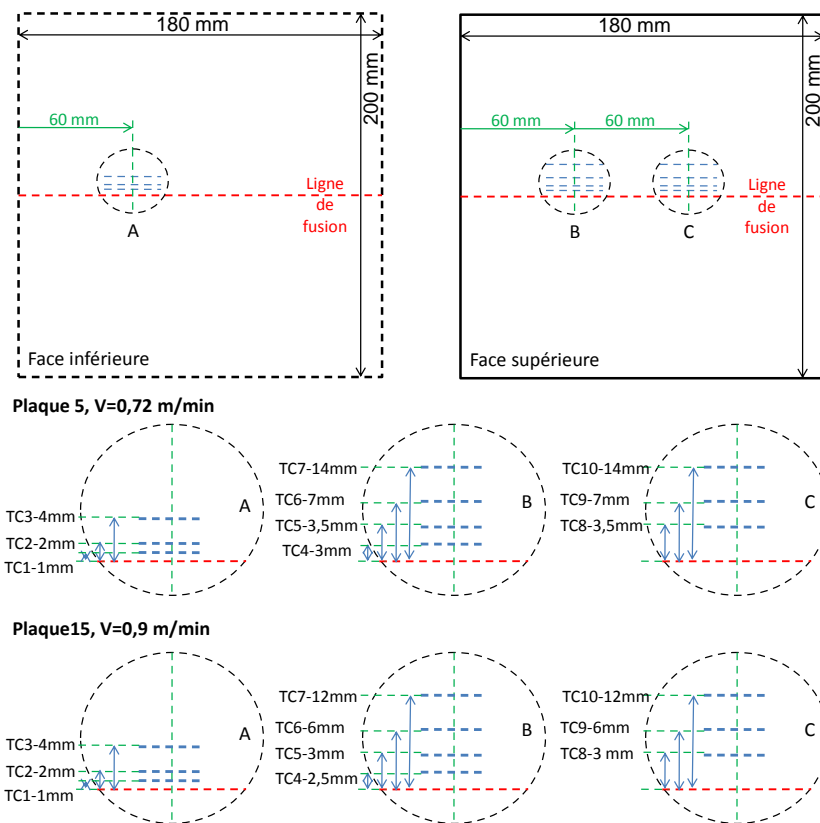 180 mm
200 mm
60 mm
Ligne
de
fusion
A
Face inférieure
180 mm
200 mm
60 mm
60 mm
Ligne
de
fusion
B
C
Face supérieure
Plaque 5, V=0,72 m/min
A
TC3-4mm
TC2-2mm
TC1-1mm
TC7-14mm
TC6-7mm
TC5-3,5mm
TC4-3mm
B
TC10-14mm
TC9-7mm
TC8-3,5mm
C
Plaque15, V=0,9 m/min
A
TC3-4mm
TC2-2mm
TC1-1mm
TC7-12mm
TC6-6mm
TC5-3mm
TC4-2,5mm
B
TC10-12mm
TC9-6mm
TC8-3 mm
C